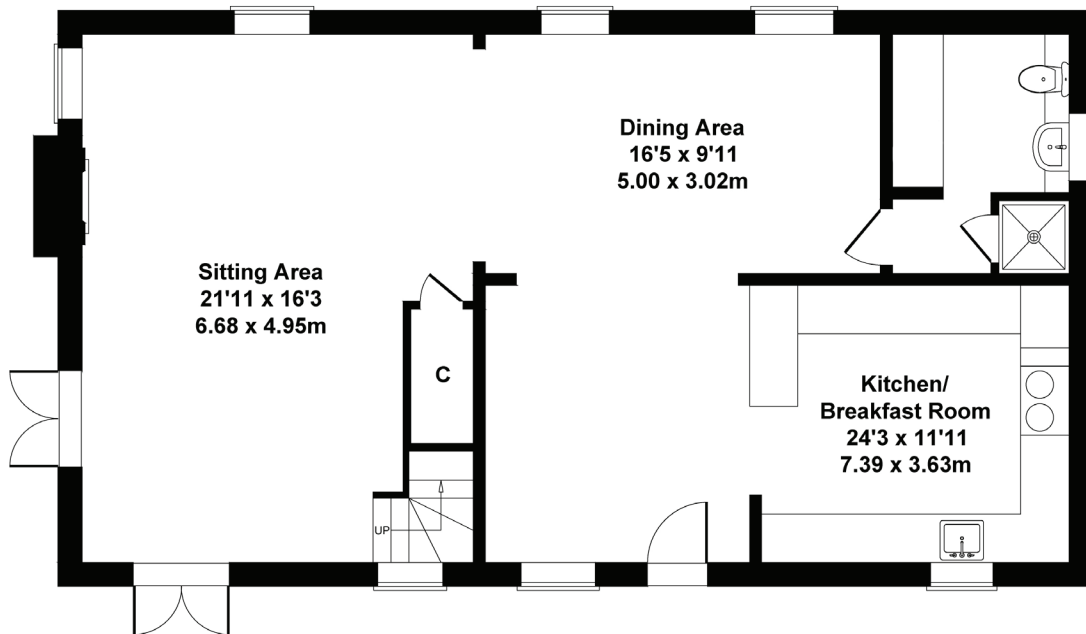 Dining Area
16'5 x 9'11
5.00 x 3.02m
Sitting Area
21'11 x 16'3
6.68 x 4.95m
C
Kitchen/
Breakfast Room
24'3 x 11'11
7.39 x 3.63m
UP